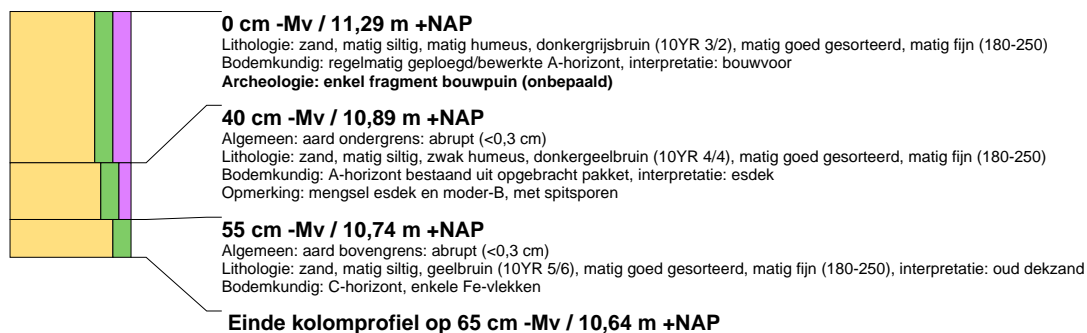 0 cm -Mv / 11,29 m +NAP
Lithologie: zand, matig siltig, matig humeus, donkergrijsbruin (10YR 3/2), matig goed gesorteerd, matig fijn (180-250)
Bodemkundig: regelmatig geploegd/bewerkte A-horizont, interpretatie: bouwvoor
Archeologie: enkel fragment bouwpuin (onbepaald)
40 cm -Mv / 10,89 m +NAP
Algemeen: aard ondergrens: abrupt (<0,3 cm)
Lithologie: zand, matig siltig, zwak humeus, donkergeelbruin (10YR 4/4), matig goed gesorteerd, matig fijn (180-250)
Bodemkundig: A-horizont bestaand uit opgebracht pakket, interpretatie: esdek
Opmerking: mengsel esdek en moder-B, met spitsporen
55 cm -Mv / 10,74 m +NAP
Algemeen: aard bovengrens: abrupt (<0,3 cm)
Lithologie: zand, matig siltig, geelbruin (10YR 5/6), matig goed gesorteerd, matig fijn (180-250), interpretatie: oud dekzand
Bodemkundig: C-horizont, enkele Fe-vlekken
Einde kolomprofiel op 65 cm -Mv / 10,64 m +NAP